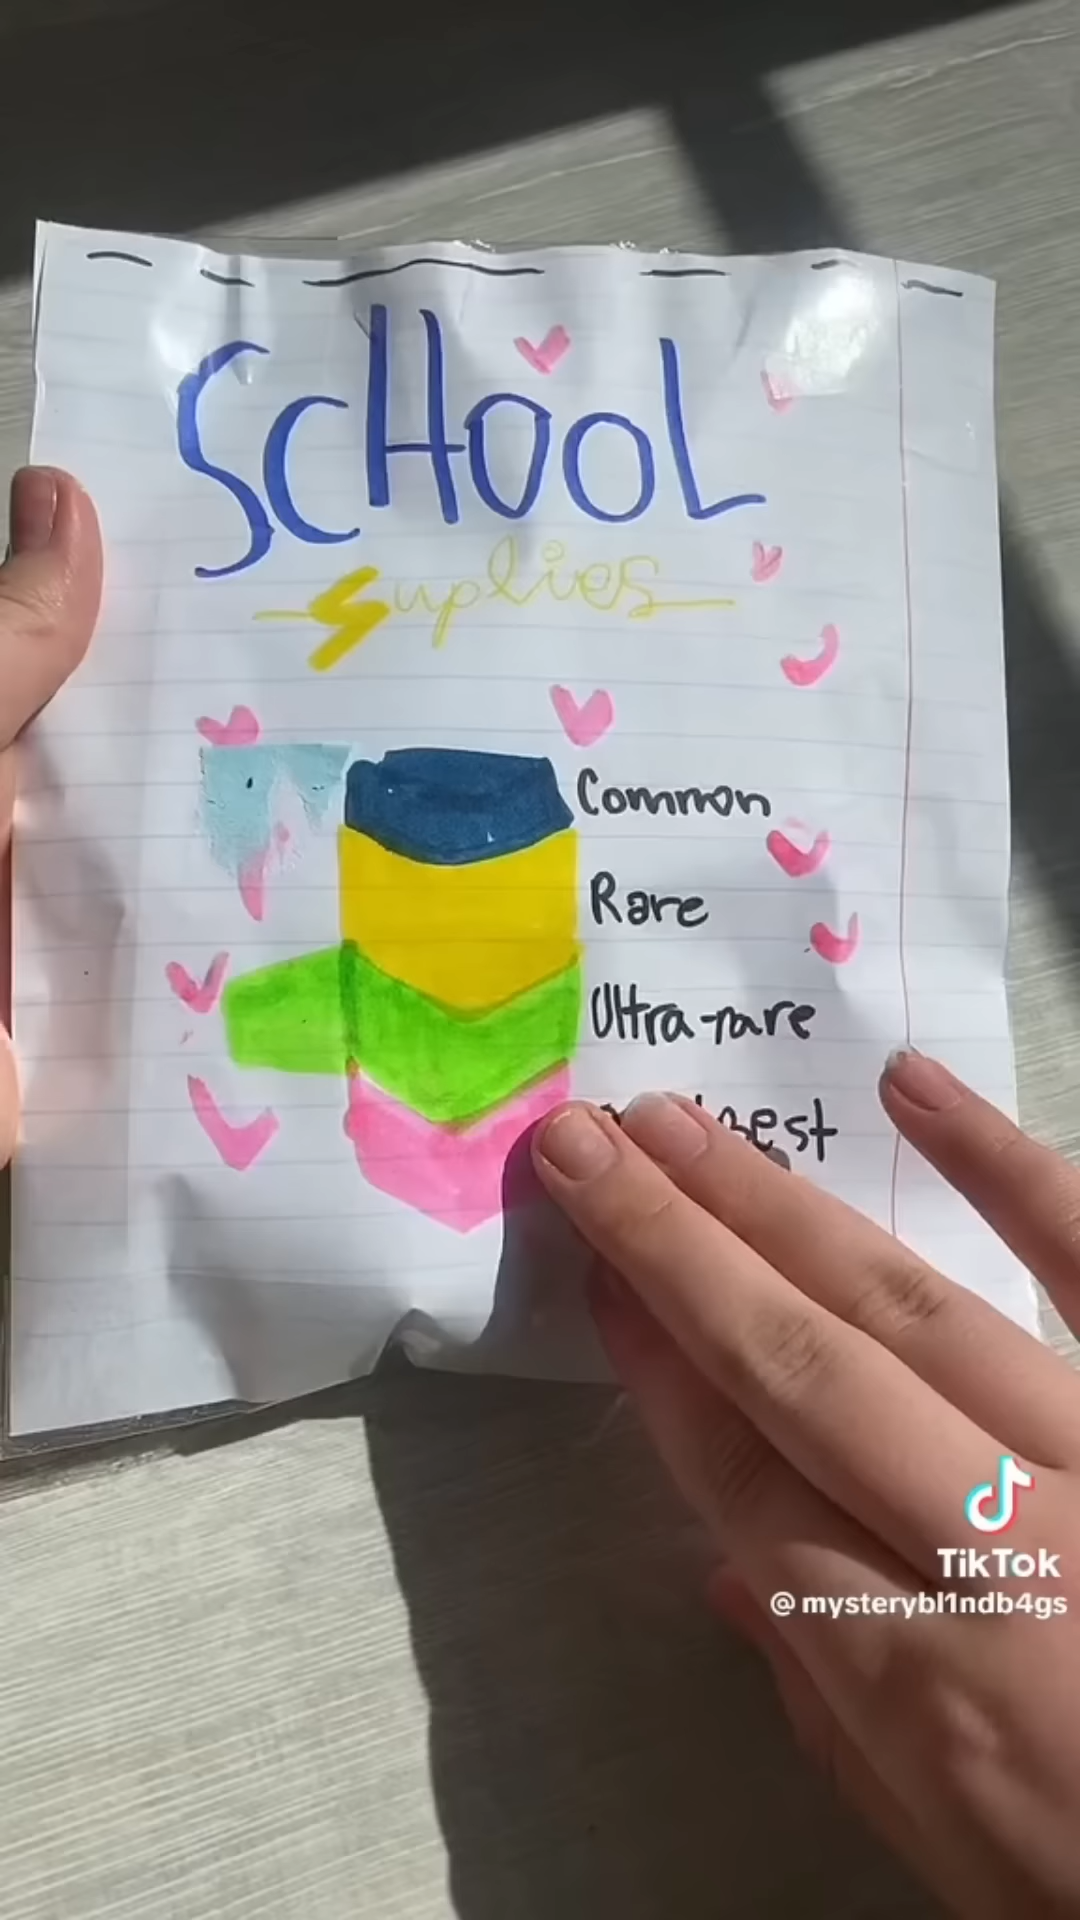 SCHOOL
Suplies
Common
Rare
Ultra-rare
TikTok
@mysterybl1ndb4gs